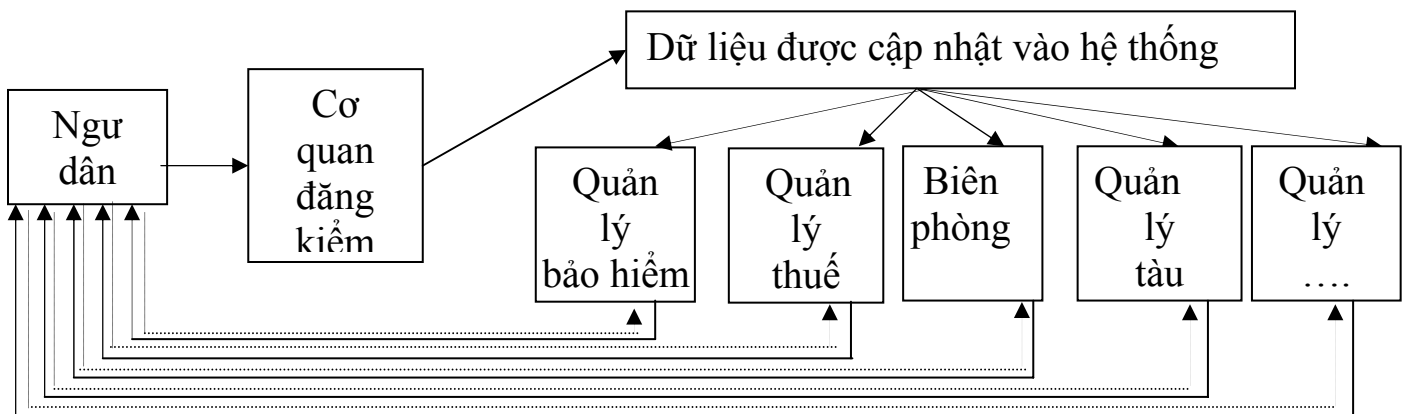 Dữ liệu được cập nhật vào hệ thống
Ngư
dân
Cơ
quan
đăng
kiểm
Quản
lý
bảo hiểm
Quản
lý
thuế
Biên
phòng
Quản
lý
tàu
Quản
lý
....